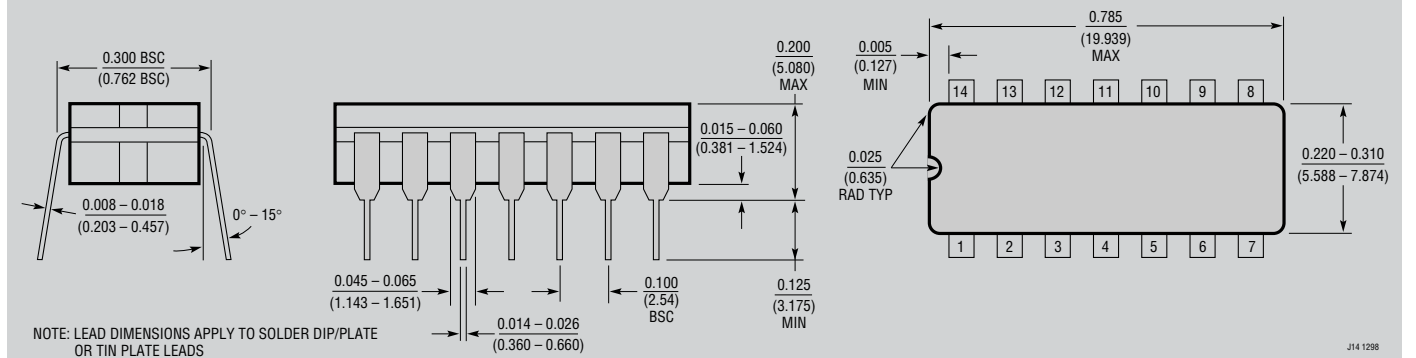 0.300 BSC
(0.762 BSC)
0.008 – 0.018
(0.203 – 0.457)
0° – 15°
NOTE: LEAD DIMENSIONS APPLY TO SOLDER DIP/PLATE
OR TIN PLATE LEADS
0.200
(5.080)
MAX
0.015 – 0.060
(0.381 – 1.524)
0.045 – 0.065
(1.143 – 1.651)
0.014 – 0.026
(0.360 – 0.660)
0.100
(2.54)
BSC
0.125
(3.175)
MIN
0.785
(19.939)
MAX
0.005
(0.127)
MIN
14 13 12 11 10 9 8
0.025
(0.635)
RAD TYP
0.220 – 0.310
(5.588 – 7.874)
1 2 3 4 5 6 7
J14 1298